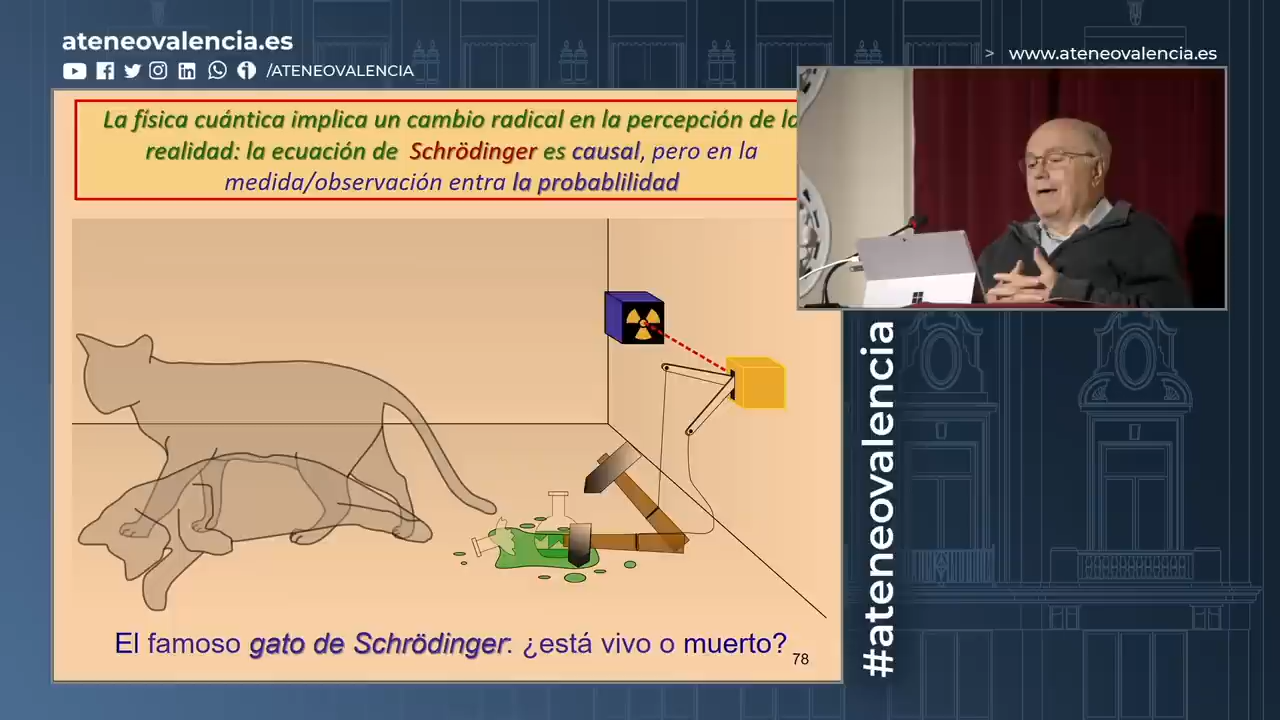 ateneovalencia.es
/ATENEOVALENCIA
> www.ateneovalencia.es
La física cuántica implica un cambio radical en la percepción de la
realidad: la ecuación de Schrödinger es causal, pero en la
medida/observación entra la probablilidad
El famoso gato de Schrödinger: ¿está vivo o muerto?
78
#ateneovalencia